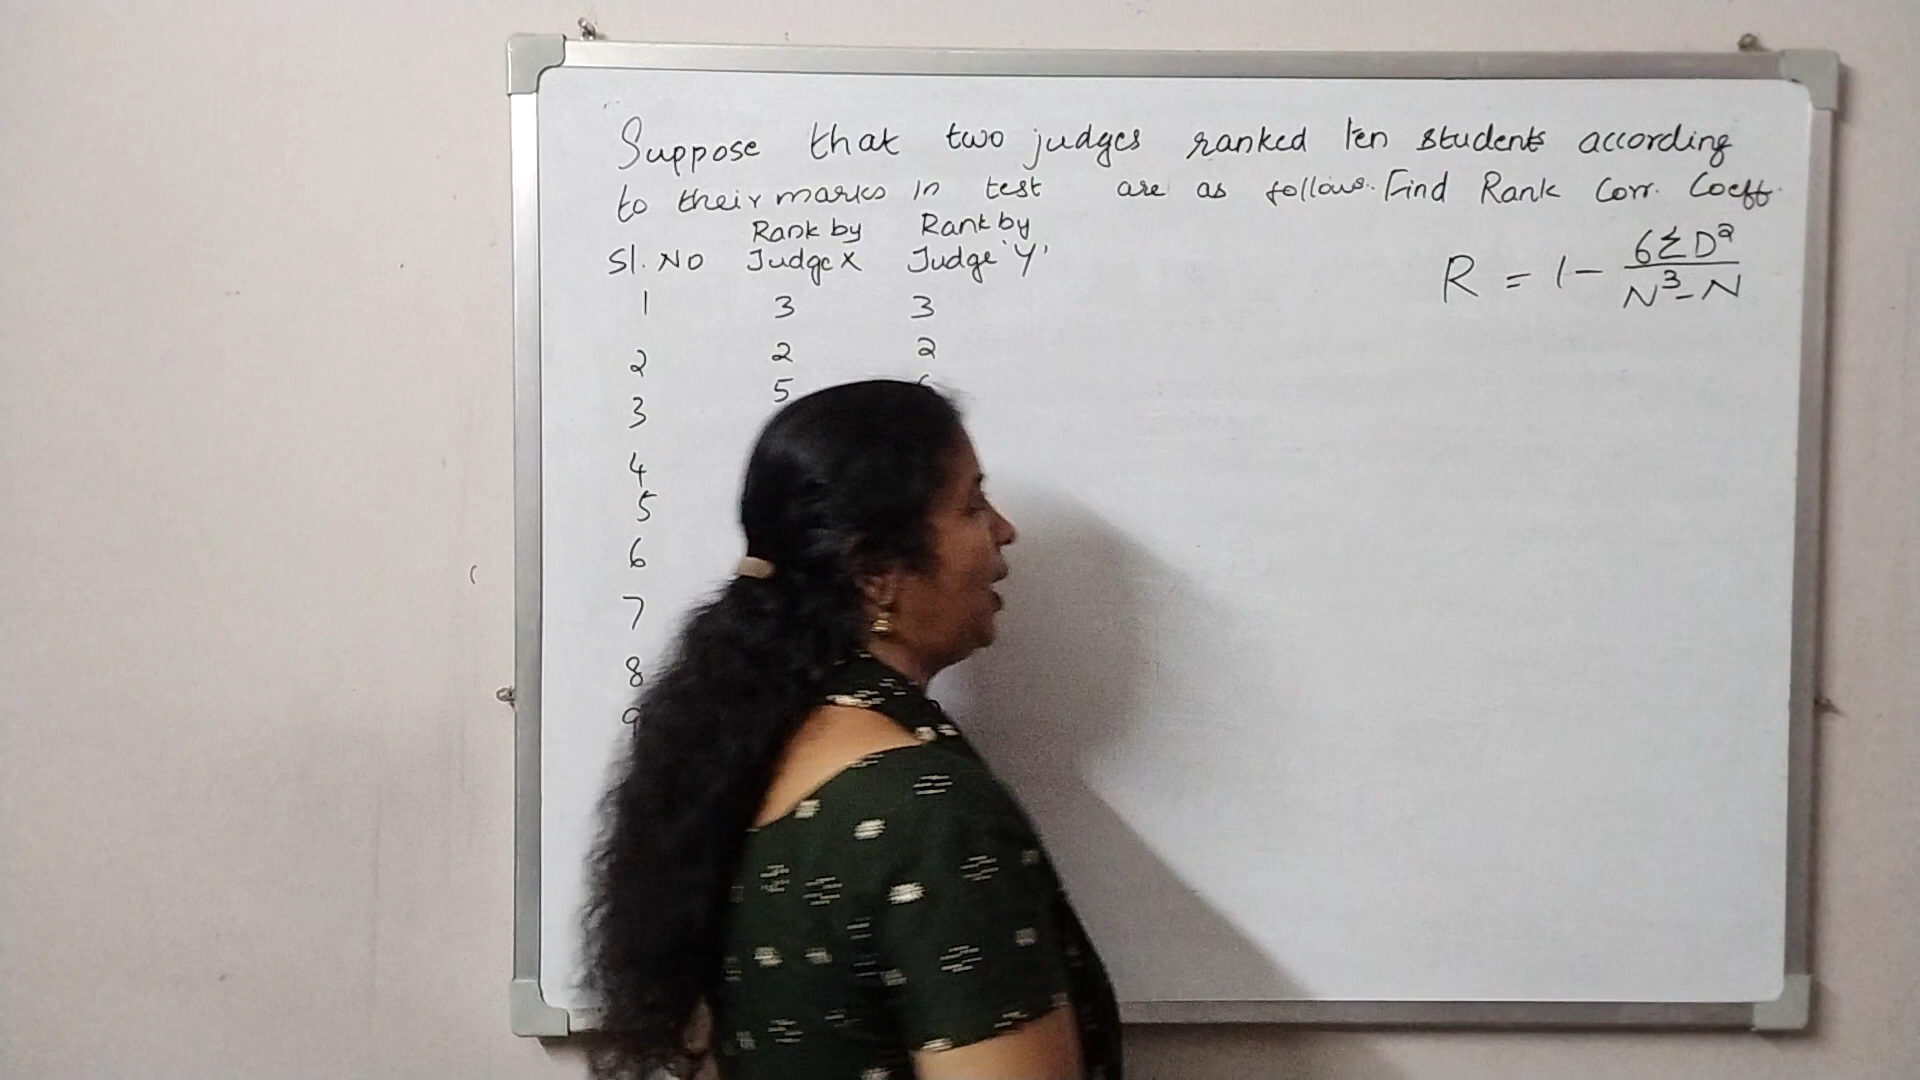 Suppose that two judges ranked ten students according
to their marks in test are as follows. Find Rank Corr. Coeff.
Rank by Rank by
Sl. No Judge X Judge 'Y'
R = 1 - 6ΣD²/N³-N
1 3 3
2 2 2
3 5
4
5
6
7
8
9